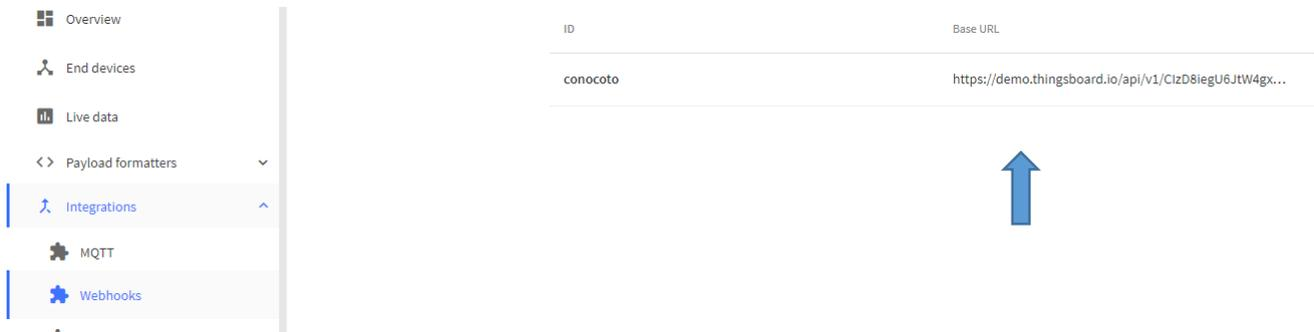 Overview
End devices
Live data
Payload formatters
Integrations
MQTT
Webhooks
ID Base URL
conocoto https://demo.thingsboard.io/api/v1/CIzD8iegU6JtW4gx...